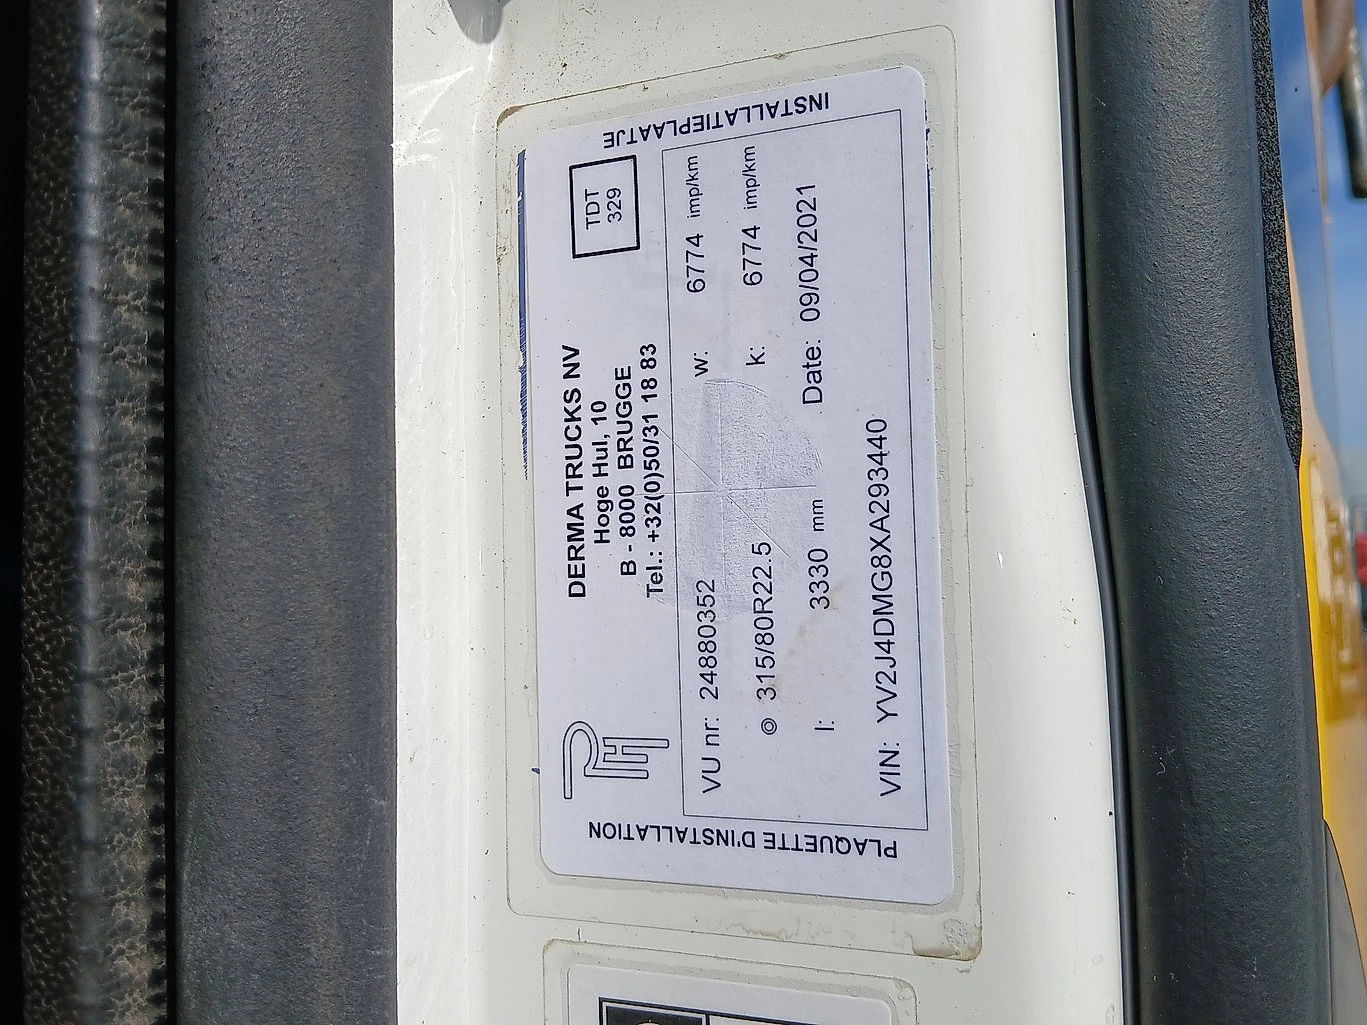 INSTALLATIEPLAATJE
DERMA TRUCKS NV
Hoge Hul, 10
B - 8000 BRUGGE
Tel.: +32(0)50/31 18 83
TDT
329
VU nr: 24880352 w: 6774 imp/km
315/80R22.5 k: 6774 imp/km
l: 3330 mm Date: 09/04/2021
VIN: YV2J4DMG8XA293440
PLAQUETTE D'INSTALLATION